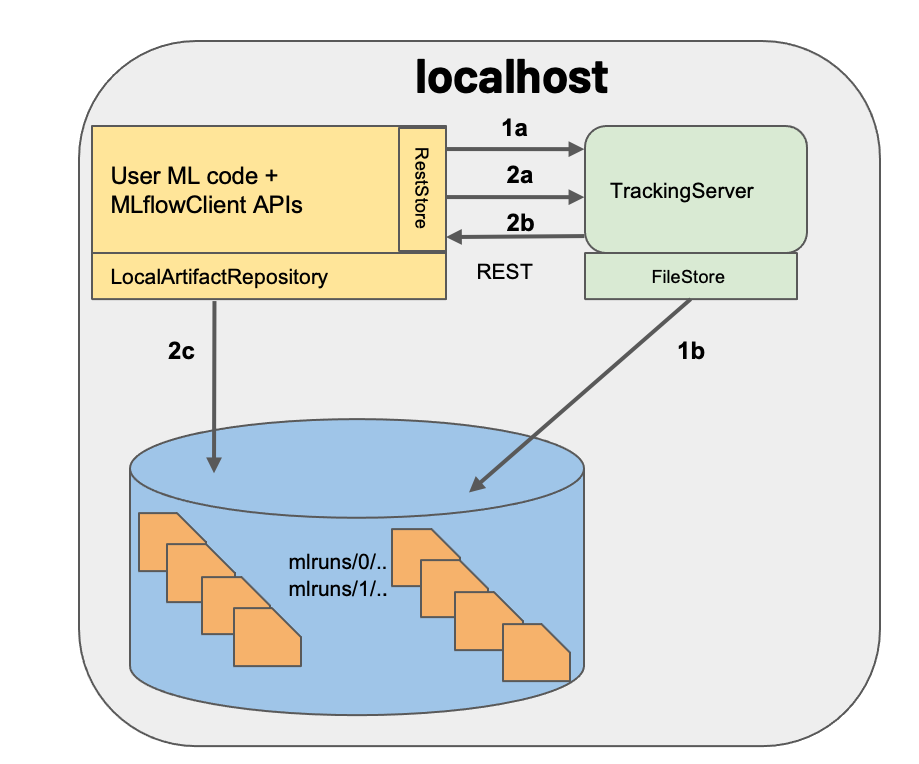 localhost
1a
User ML code +
MLflowClient APIs
RestStore
2a
TrackingServer
2b
REST
LocalArtifactRepository
FileStore
2c
1b
mlruns/0/..
mlruns/1/..